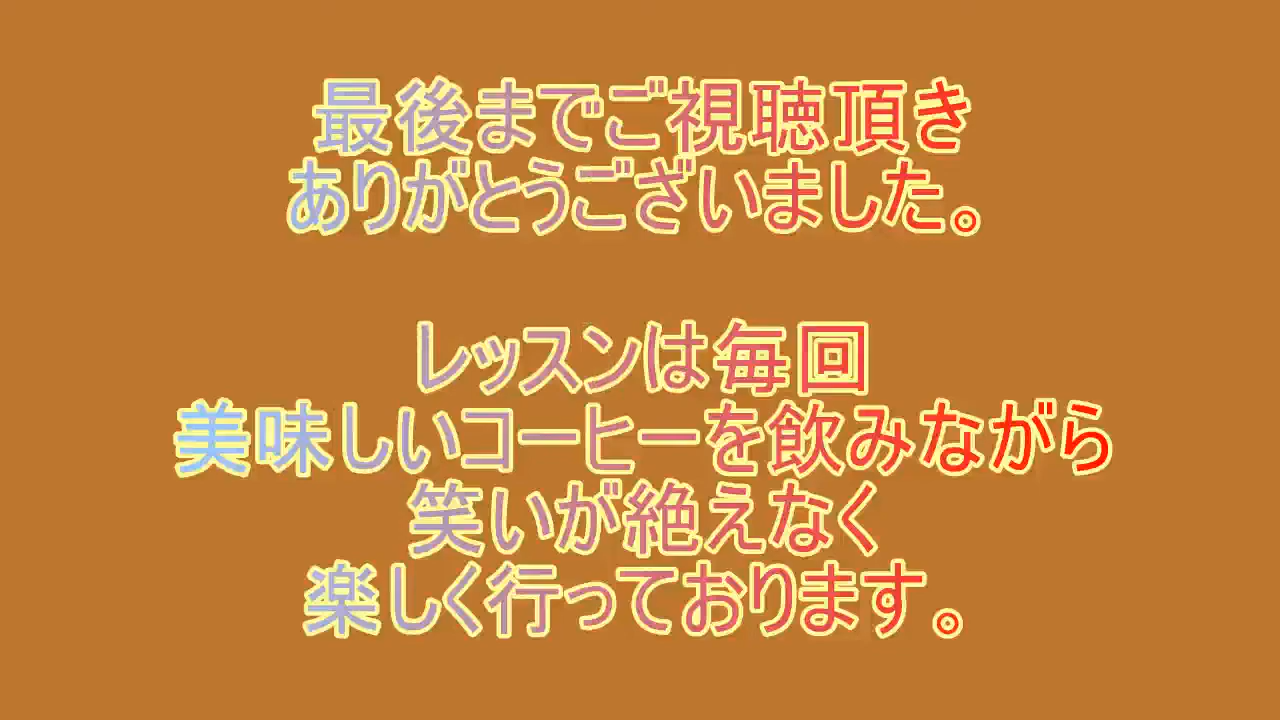 最後までご視聴頂き
ありがとうございました。
レッスンは毎回
美味しいコーヒーを飲みながら
笑いが絶えなく
楽しく行っております。